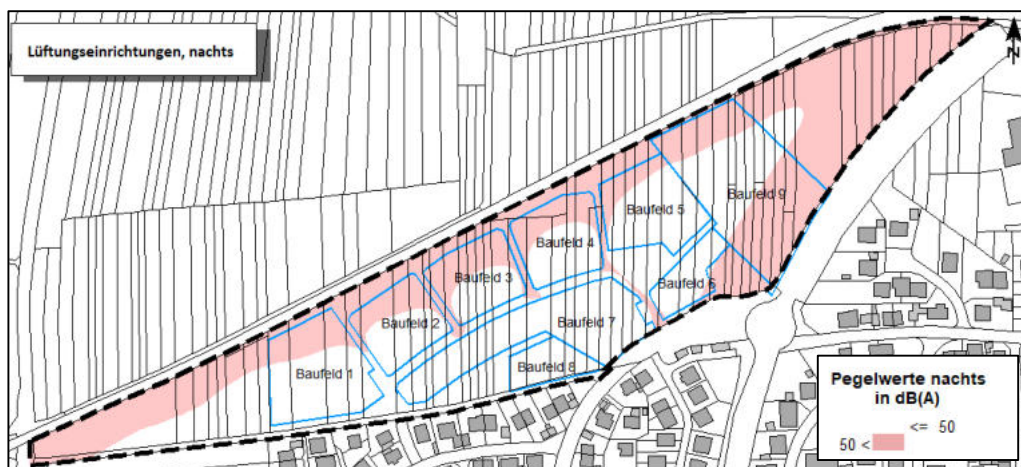 Lüftungseinrichtungen, nachts
N
Baufeld 1
Baufeld 2
Baufeld 3
Baufeld 4
Baufeld 5
Baufeld 6
Baufeld 7
Baufeld 8
Baufeld 9
Pegelwerte nachts
in dB(A)
<= 50
50 <